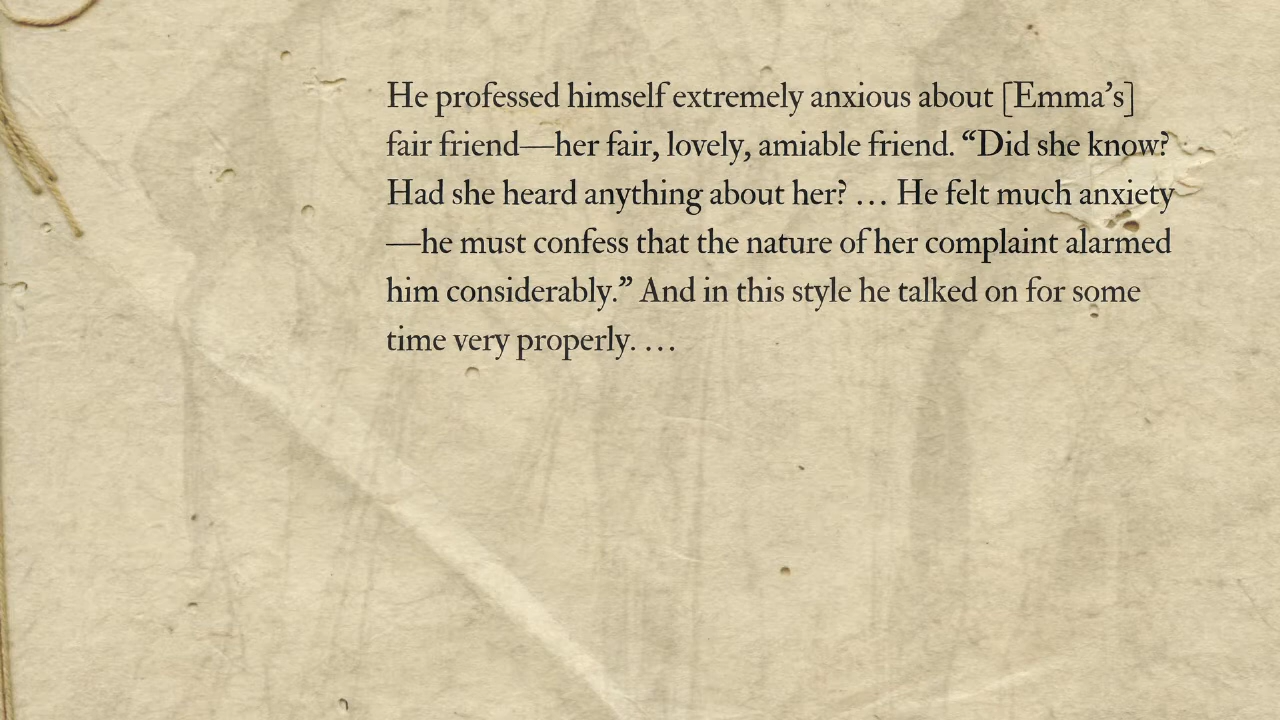 He professed himself extremely anxious about [Emma’s]
fair friend—her fair, lovely, amiable friend. “Did she know?
Had she heard anything about her? … He felt much anxiety
—he must confess that the nature of her complaint alarmed
him considerably.” And in this style he talked on for some
time very properly. …